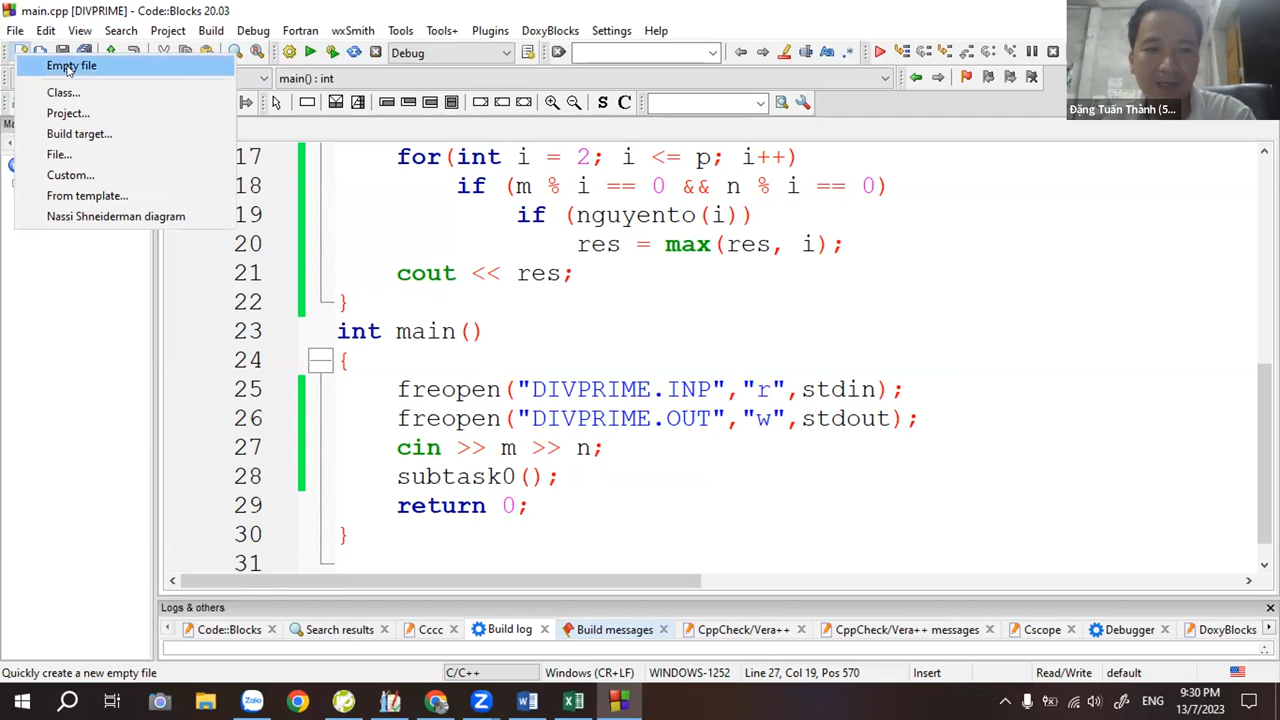 main.cpp [DIVPRIME] - Code::Blocks 20.03
File Edit View Search Project Build Debug Fortran wxSmith Tools Tools+ Plugins DoxyBlocks Settings Help
Debug
main() : int
Empty file
Class...
Project...
Build target...
File...
Custom...
From template...
Nassi Shneiderman diagram
S C
Đặng Tuấn Thành (5...
17 for(int i = 2; i <= p; i++)
18 if (m % i == 0 && n % i == 0)
19 if (nguyento(i))
20 res = max(res, i);
21 cout << res;
22 }
23 int main()
24 {
25 freopen("DIVPRIME.INP","r",stdin);
26 freopen("DIVPRIME.OUT","w",stdout);
27 cin >> m >> n;
28 subtask0();
29 return 0;
30 }
31
Logs & others
Code::Blocks Search results Cccc Build log Build messages CppCheck/Vera++ CppCheck/Vera++ messages Cscope Debugger DoxyBlocks
Quickly create a new empty file C/C++ Windows (CR+LF) WINDOWS-1252 Line 27, Col 19, Pos 570 Insert Read/Write default
Zalo
ENG
9:30 PM
13/7/2023